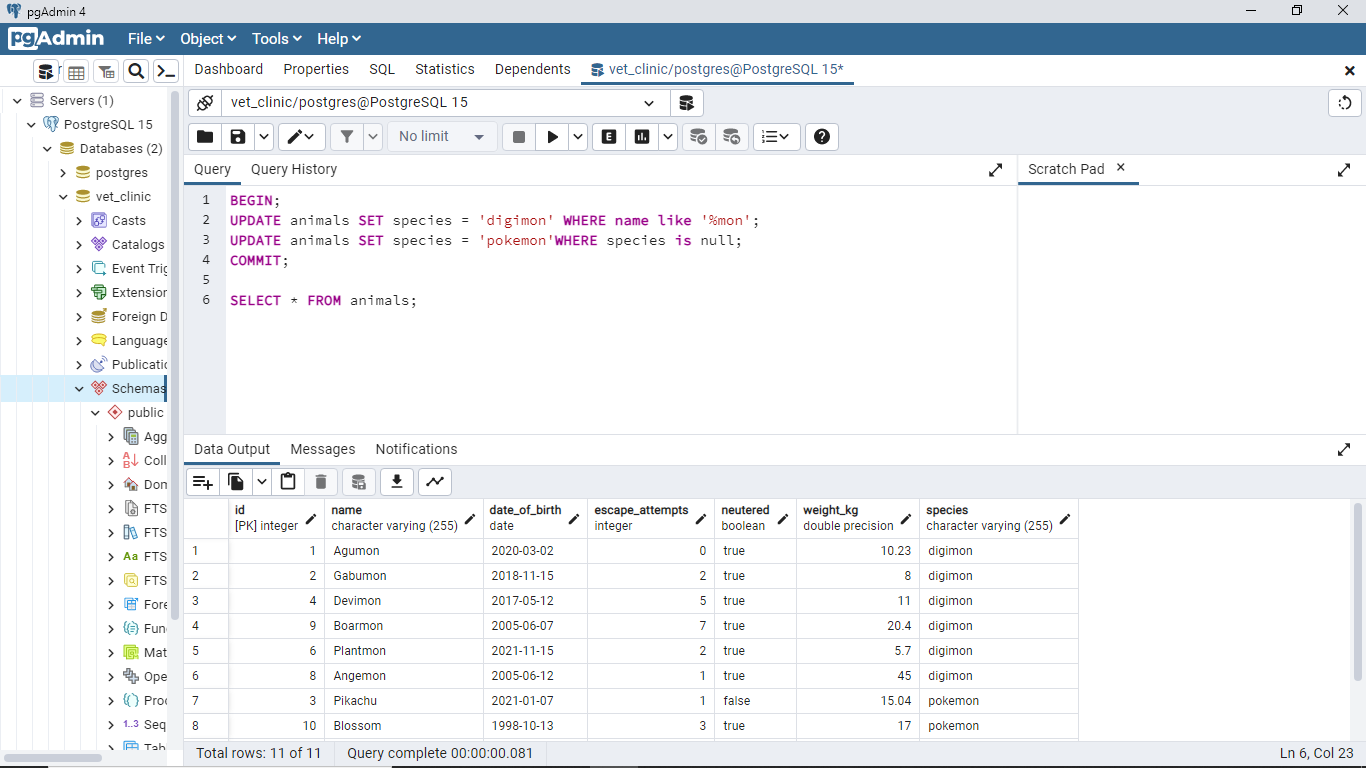 pgAdmin 4
pgAdmin File Object Tools Help
Dashboard Properties SQL Statistics Dependents vet_clinic/postgres@PostgreSQL 15*
Servers (1)
PostgreSQL 15
Databases (2)
postgres
vet_clinic
Casts
Catalogs
Event Trig
Extension
Foreign D
Language
Publicatic
Schemas
public
Agg
Coll
Dom
FTS
FTS
Aa FTS
FTS
Fore
Fun
Mat
Ope
Proc
1..3 Seq
Tab
vet_clinic/postgres@PostgreSQL 15
No limit
E
Query Query History
Scratch Pad
1 BEGIN;
2 UPDATE animals SET species = 'digimon' WHERE name like '%mon';
3 UPDATE animals SET species = 'pokemon'WHERE species is null;
4 COMMIT;
5
6 SELECT * FROM animals;
Data Output Messages Notifications
id name date_of_birth escape_attempts neutered weight_kg species
[PK] integer character varying (255) date integer boolean double precision character varying (255)
1 1 Agumon 2020-03-02 0 true 10.23 digimon
2 2 Gabumon 2018-11-15 2 true 8 digimon
3 4 Devimon 2017-05-12 5 true 11 digimon
4 9 Boarmon 2005-06-07 7 true 20.4 digimon
5 6 Plantmon 2021-11-15 2 true 5.7 digimon
6 8 Angemon 2005-06-12 1 true 45 digimon
7 3 Pikachu 2021-01-07 1 false 15.04 pokemon
8 10 Blossom 1998-10-13 3 true 17 pokemon
Total rows: 11 of 11 Query complete 00:00:00.081 Ln 6, Col 23